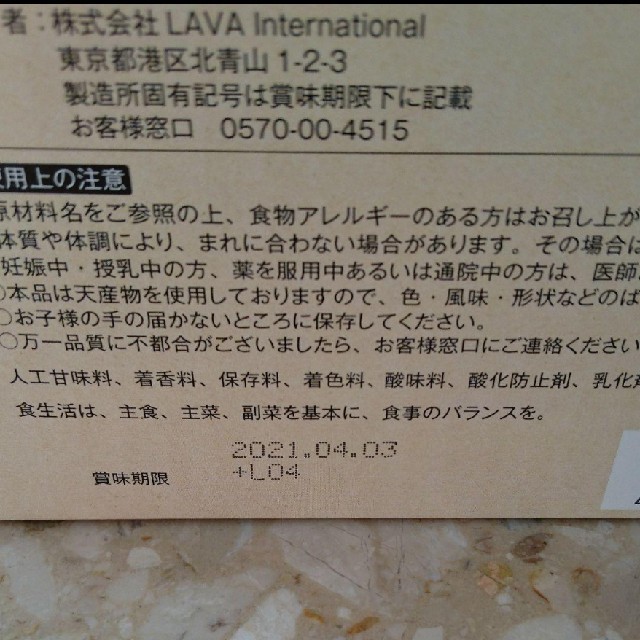 者：株式会社 LAVA International
東京都港区北青山 1-2-3
製造所固有記号は賞味期限下に記載
お客様窓口 0570-00-4515
使用上の注意
原材料名をご参照の上、食物アレルギーのある方はお召し上が
体質や体調により、まれに合わない場合があります。その場合は
妊娠中・授乳中の方、薬を服用中あるいは通院中の方は、医師
○本品は天産物を使用しておりますので、色・風味・形状などのば
○お子様の手の届かないところに保存してください。
○万一品質に不都合がございましたら、お客様窓口にご連絡ください
人工甘味料、着香料、保存料、着色料、酸味料、酸化防止剤、乳化剤
食生活は、主食、主菜、副菜を基本に、食事のバランスを。
2021.04.03
賞味期限 +L04